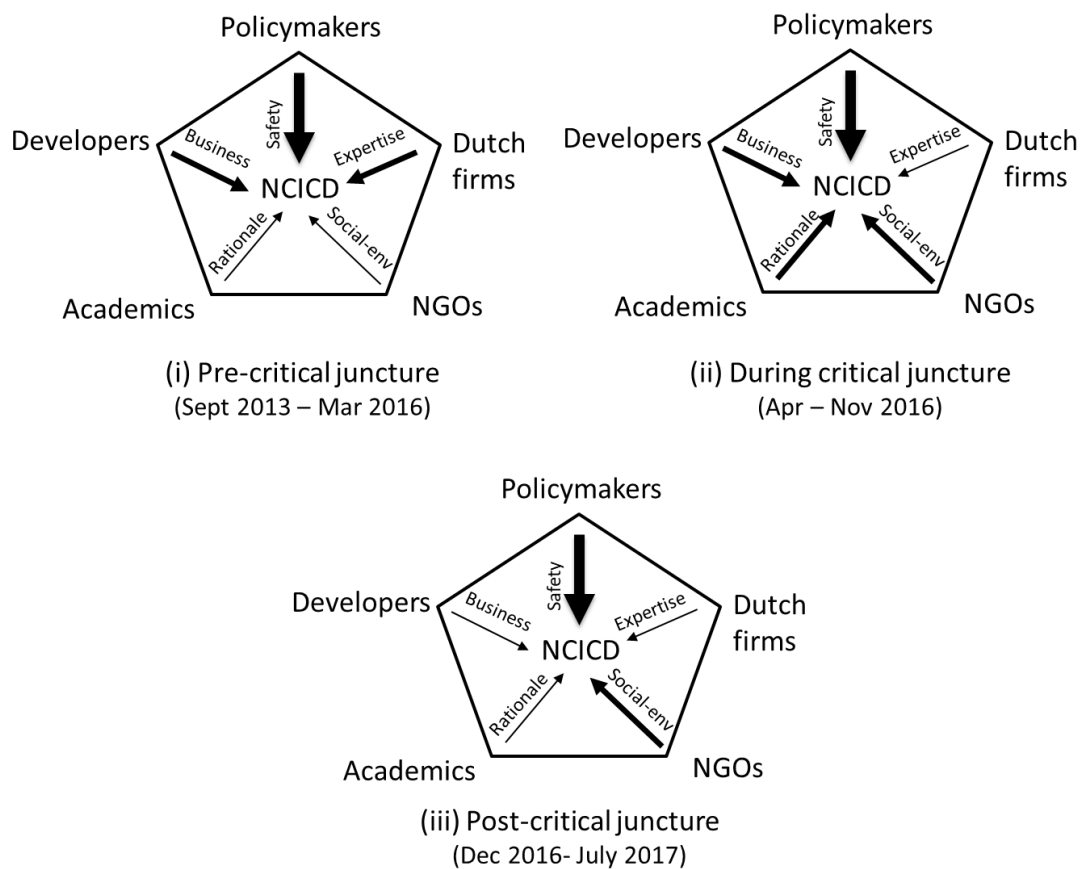 Policymakers
Developers
Business
Safety
Expertise
Dutch
firms
NCICD
Rationale
Social-env
Academics
NGOs
(i) Pre-critical juncture
(Sept 2013 – Mar 2016)
Policymakers
Developers
Business
Safety
Expertise
Dutch
firms
NCICD
Rationale
Social-env
Academics
NGOs
(ii) During critical juncture
(Apr – Nov 2016)
Policymakers
Developers
Business
Safety
Expertise
Dutch
firms
NCICD
Rationale
Social-env
Academics
NGOs
(iii) Post-critical juncture
(Dec 2016- July 2017)